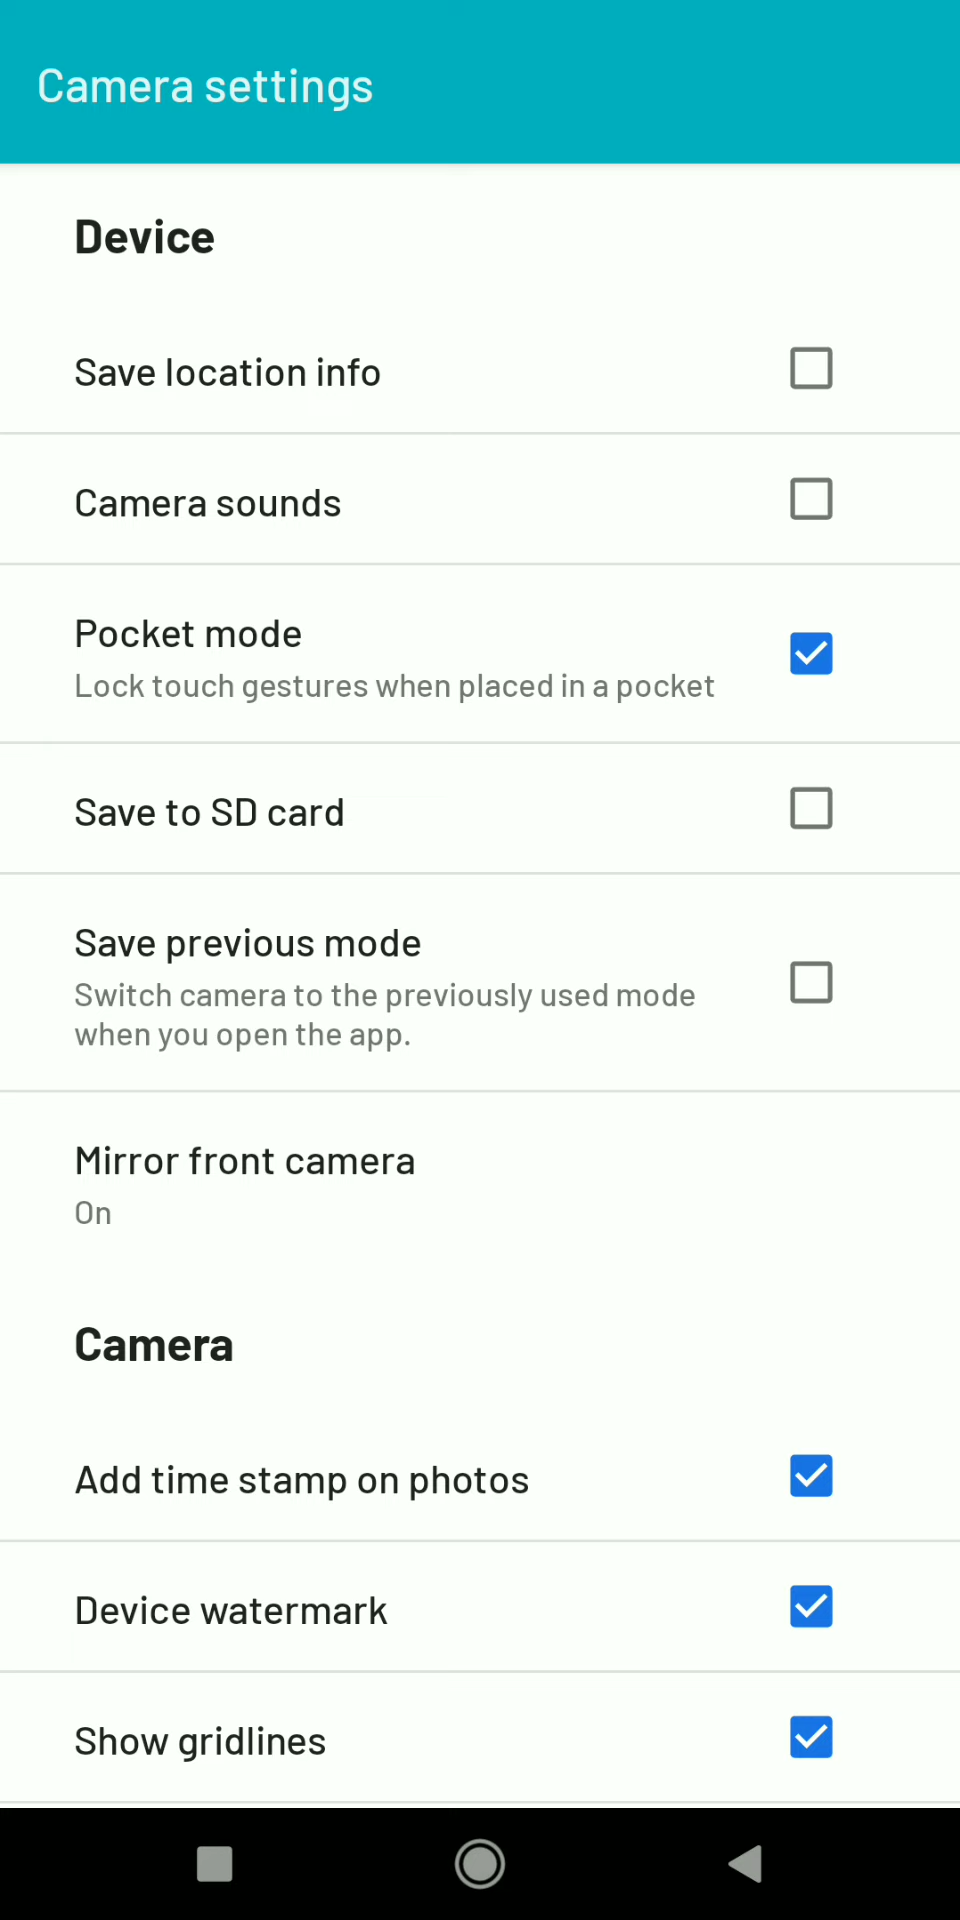 Camera settings
Device
Save location info
Camera sounds
Pocket mode
Lock touch gestures when placed in a pocket
Save to SD card
Save previous mode
Switch camera to the previously used mode
when you open the app.
Mirror front camera
On
Camera
Add time stamp on photos
Device watermark
Show gridlines